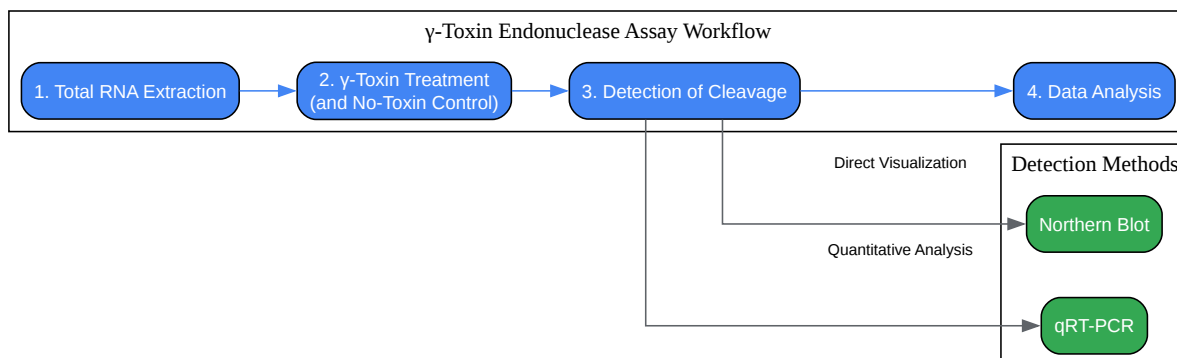 γ-Toxin Endonuclease Assay Workflow
1. Total RNA Extraction
2. γ-Toxin Treatment
(and No-Toxin Control)
3. Detection of Cleavage
4. Data Analysis
Direct Visualization
Detection Methods
Northern Blot
Quantitative Analysis
qRT-PCR